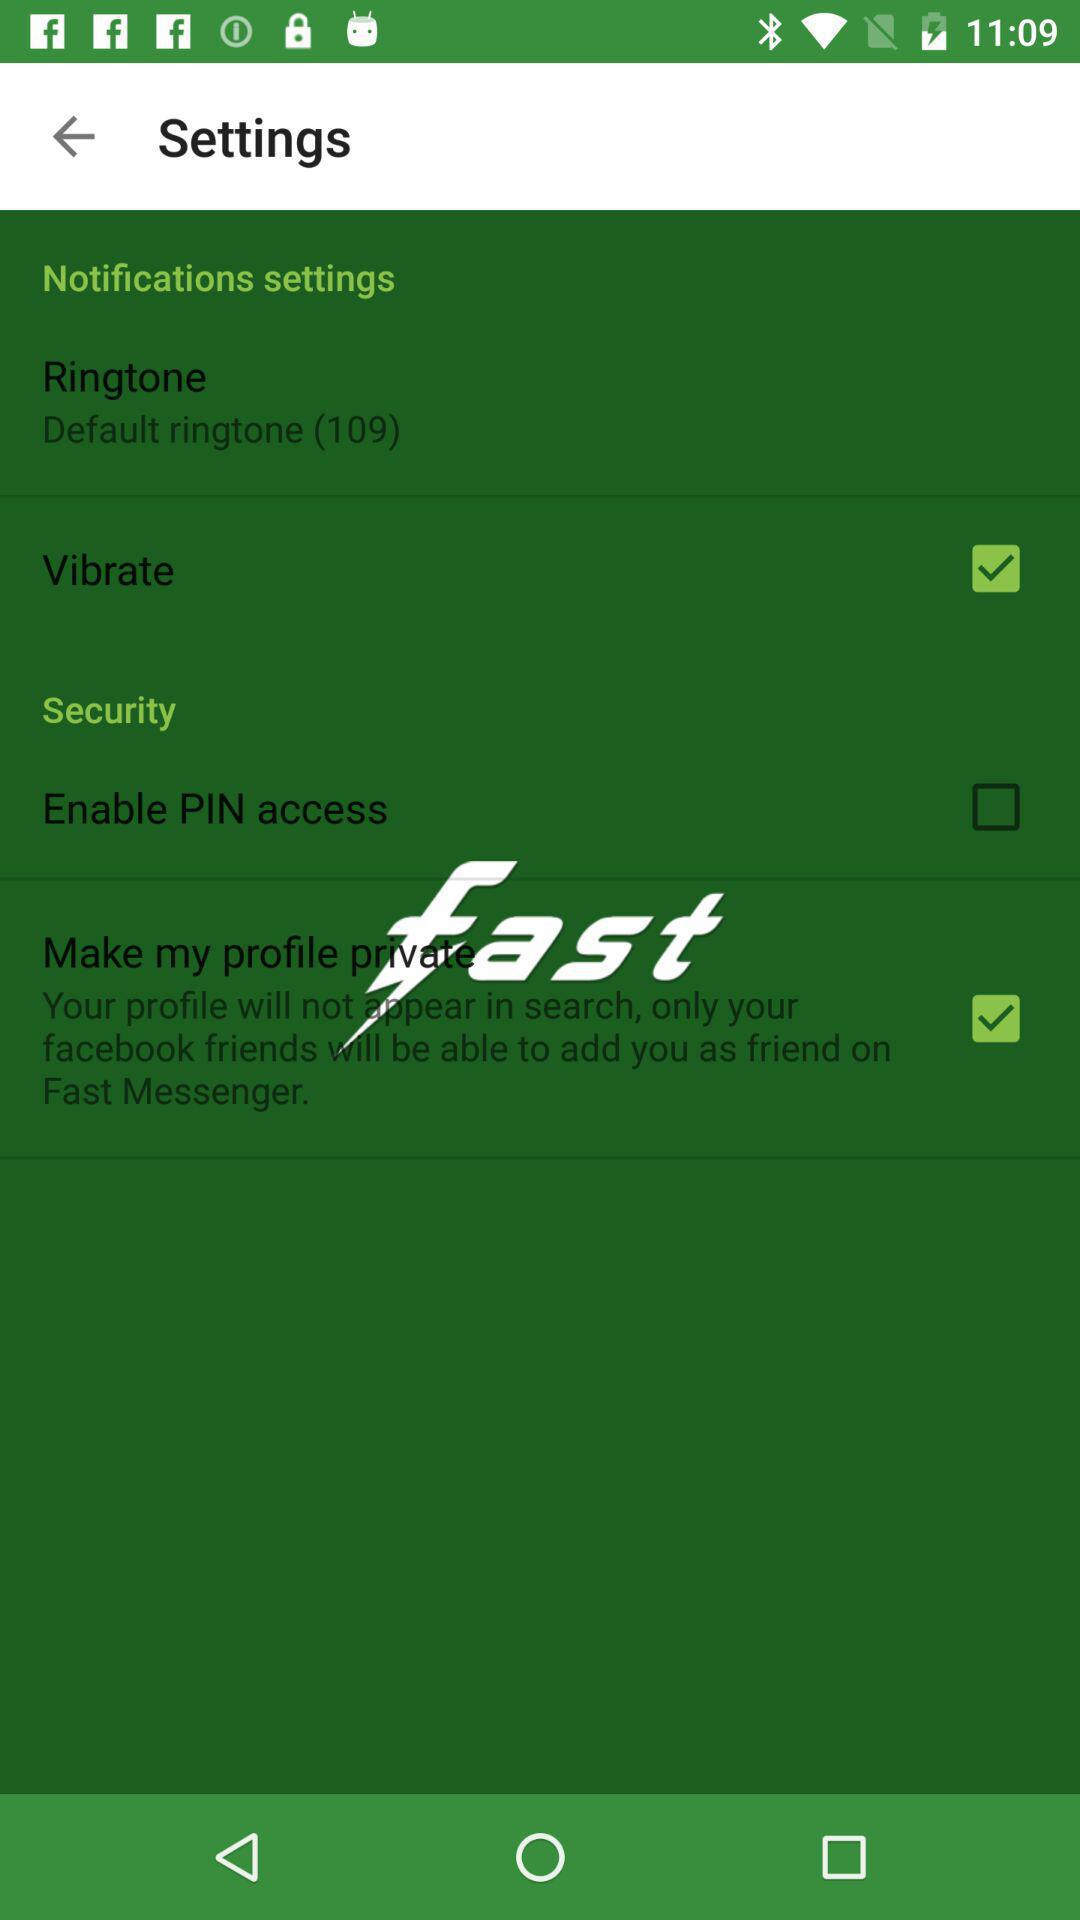 11:09
Settings
Notifications settings
Ringtone
Default ringtone (109)
Vibrate
Security
Enable PIN access
fast
Make my profile private
Your profile will not appear in search, only your
facebook friends will be able to add you as friend on
Fast Messenger.